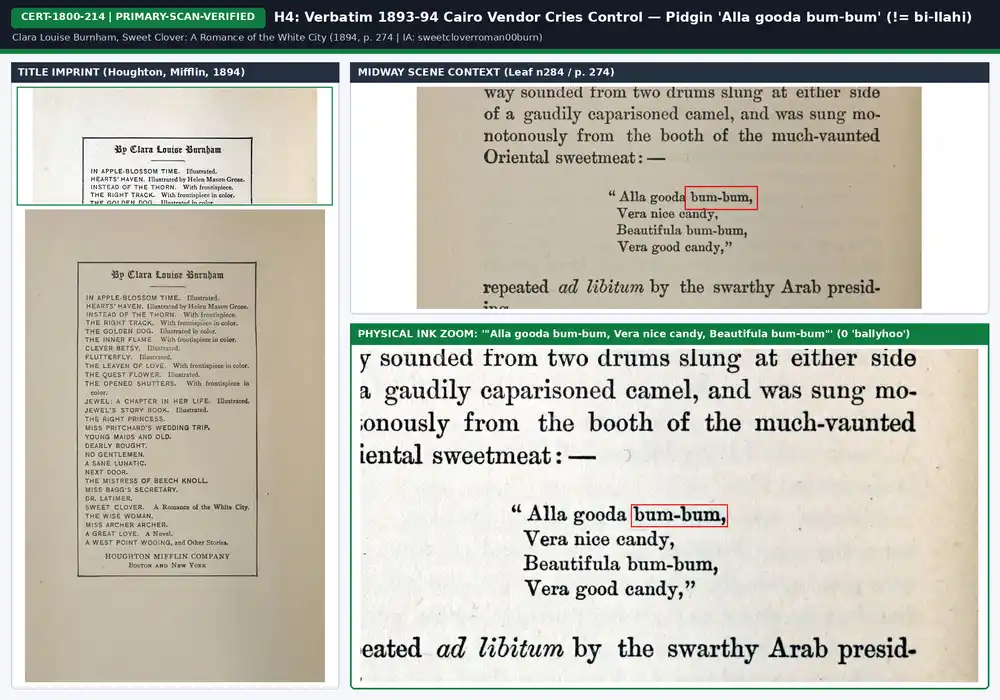 CERT-1800-214 | PRIMARY-SCAN-VERIFIED
H4: Verbatim 1893-94 Cairo Vendor Cries Control — Pidgin 'Alla gooda bum-bum' (!= bi-llahi)
Clara Louise Burnham, Sweet Clover: A Romance of the White City (1894, p. 274 | IA: sweetcloverroman00burn)
TITLE IMPRINT (Houghton, Mifflin, 1894)
By Clara Louise Burnham
IN APPLE-BLOSSOM TIME. Illustrated.
HEARTS' HAVEN. Illustrated by Helen Mason Grose.
INSTEAD OF THE THORN. With frontispiece.
THE RIGHT TRACK. With frontispiece in color.
THE GOLDEN DOG. Illustrated in color.
By Clara Louise Burnham
IN APPLE-BLOSSOM TIME. Illustrated.
HEARTS' HAVEN. Illustrated by Helen Mason Grose.
INSTEAD OF THE THORN. With frontispiece.
THE RIGHT TRACK. With frontispiece in color.
THE GOLDEN DOG. Illustrated in color.
THE INNER FLAME. With frontispiece in color.
CLEVER BETSY. Illustrated.
FLUTTERFLY. Illustrated.
THE LEAVEN OF LOVE. With frontispiece in color.
THE QUEST FLOWER. Illustrated.
THE OPENED SHUTTERS. With frontispiece in
color.
JEWEL: A CHAPTER IN HER LIFE. Illustrated.
JEWEL'S STORY BOOK. Illustrated.
THE RIGHT PRINCESS.
MISS PRITCHARD'S WEDDING TRIP.
YOUNG MAIDS AND OLD.
DEARLY BOUGHT.
NO GENTLEMEN.
A SANE LUNATIC.
NEXT DOOR.
THE MISTRESS OF BEECH KNOLL.
MISS BAGG'S SECRETARY.
DR. LATIMER.
SWEET CLOVER. A Romance of the White City.
THE WISE WOMAN.
MISS ARCHER ARCHER.
A GREAT LOVE. A Novel.
A WEST POINT WOOING, and Other Stories.
HOUGHTON MIFFLIN COMPANY
BOSTON AND NEW YORK
MIDWAY SCENE CONTEXT (Leaf n284 / p. 274)
way sounded from two drums slung at either side
of a gaudily caparisoned camel, and was sung mo-
notonously from the booth of the much-vaunted
Oriental sweetmeat: —
“ Alla gooda bum-bum,
Vera nice candy,
Beautifula bum-bum,
Vera good candy,”
repeated ad libitum by the swarthy Arab presid-
ing
PHYSICAL INK ZOOM: '"Alla gooda bum-bum, Vera nice candy, Beautifula bum-bum"' (0 'ballyhoo')
y sounded from two drums slung at either side
a gaudily caparisoned camel, and was sung mo-
onously from the booth of the much-vaunted
iental sweetmeat: —
“ Alla gooda bum-bum,
Vera nice candy,
Beautifula bum-bum,
Vera good candy,”
eated ad libitum by the swarthy Arab presid-